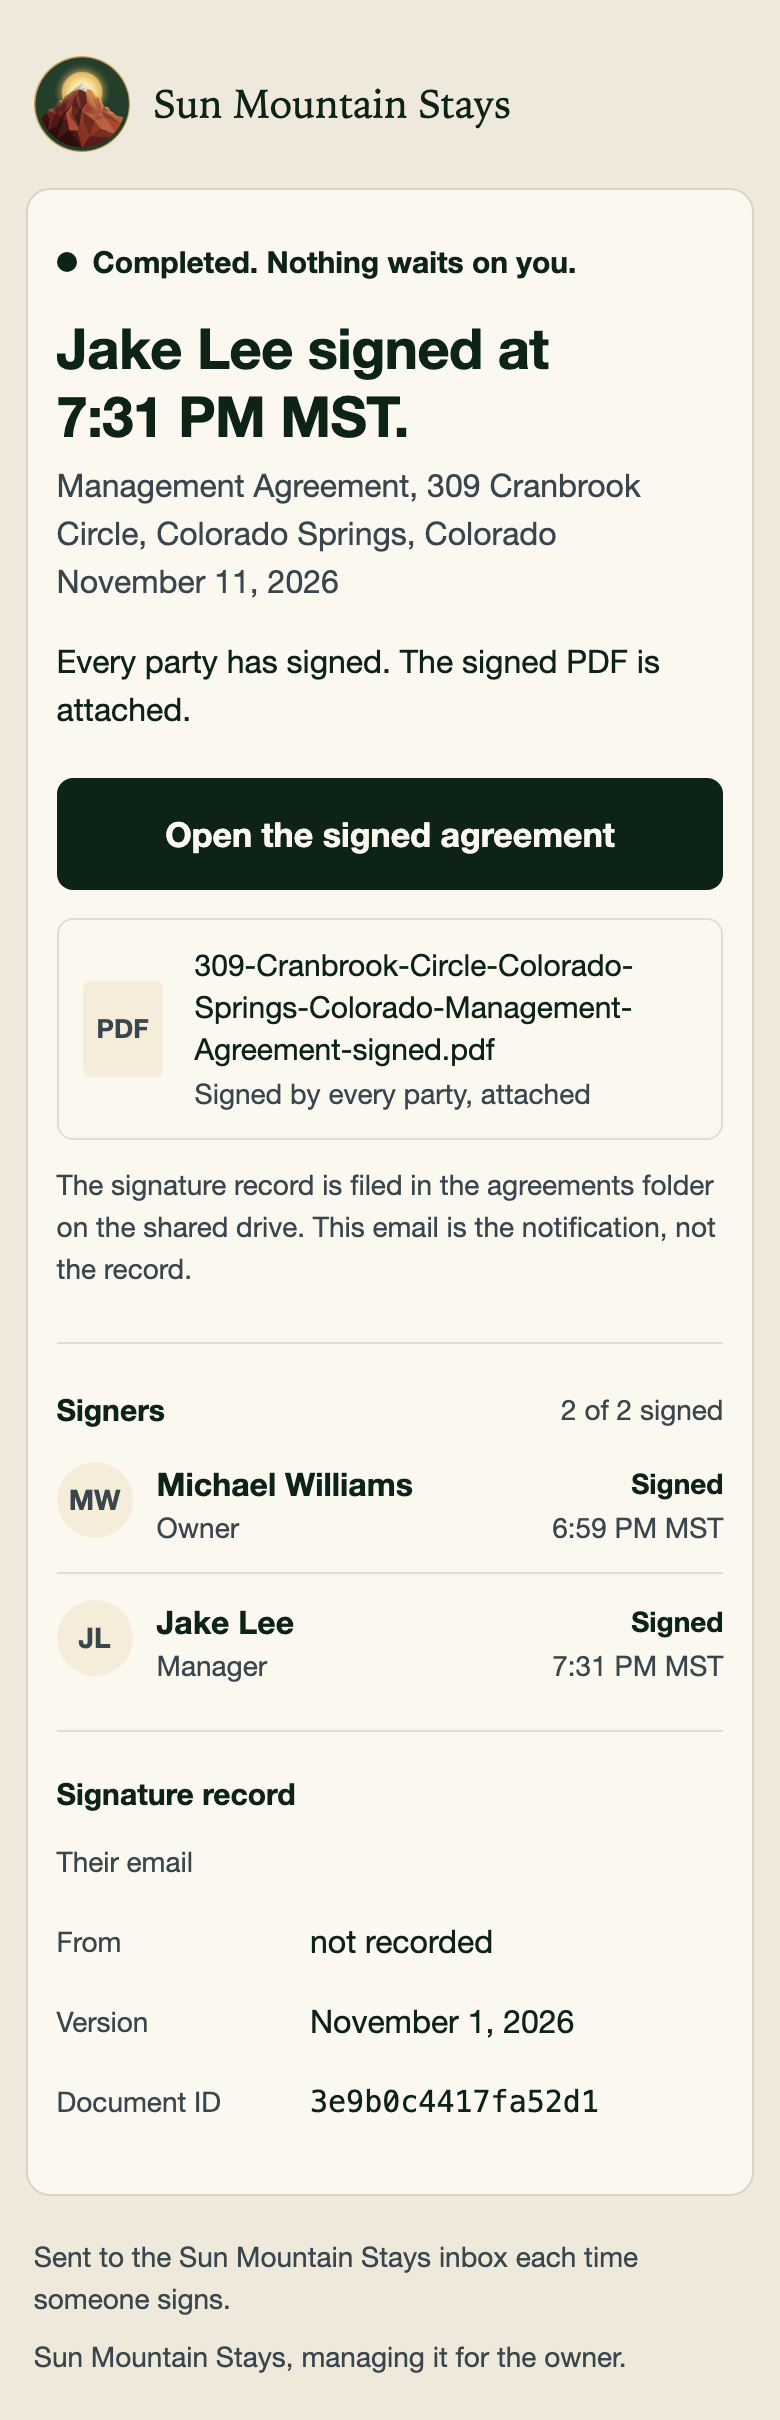 Sun Mountain Stays
Completed. Nothing waits on you.
Jake Lee signed at
7:31 PM MST.
Management Agreement, 309 Cranbrook
Circle, Colorado Springs, Colorado
November 11, 2026
Every party has signed. The signed PDF is
attached.
Open the signed agreement
PDF
309-Cranbrook-Circle-Colorado-
Springs-Colorado-Management-
Agreement-signed.pdf
Signed by every party, attached
The signature record is filed in the agreements folder
on the shared drive. This email is the notification, not
the record.
Signers
2 of 2 signed
MW
Michael Williams
Signed
Owner
6:59 PM MST
JL
Jake Lee
Signed
Manager
7:31 PM MST
Signature record
Their email
From
not recorded
Version
November 1, 2026
Document ID
3e9b0c4417fa52d1
Sent to the Sun Mountain Stays inbox each time
someone signs.
Sun Mountain Stays, managing it for the owner.